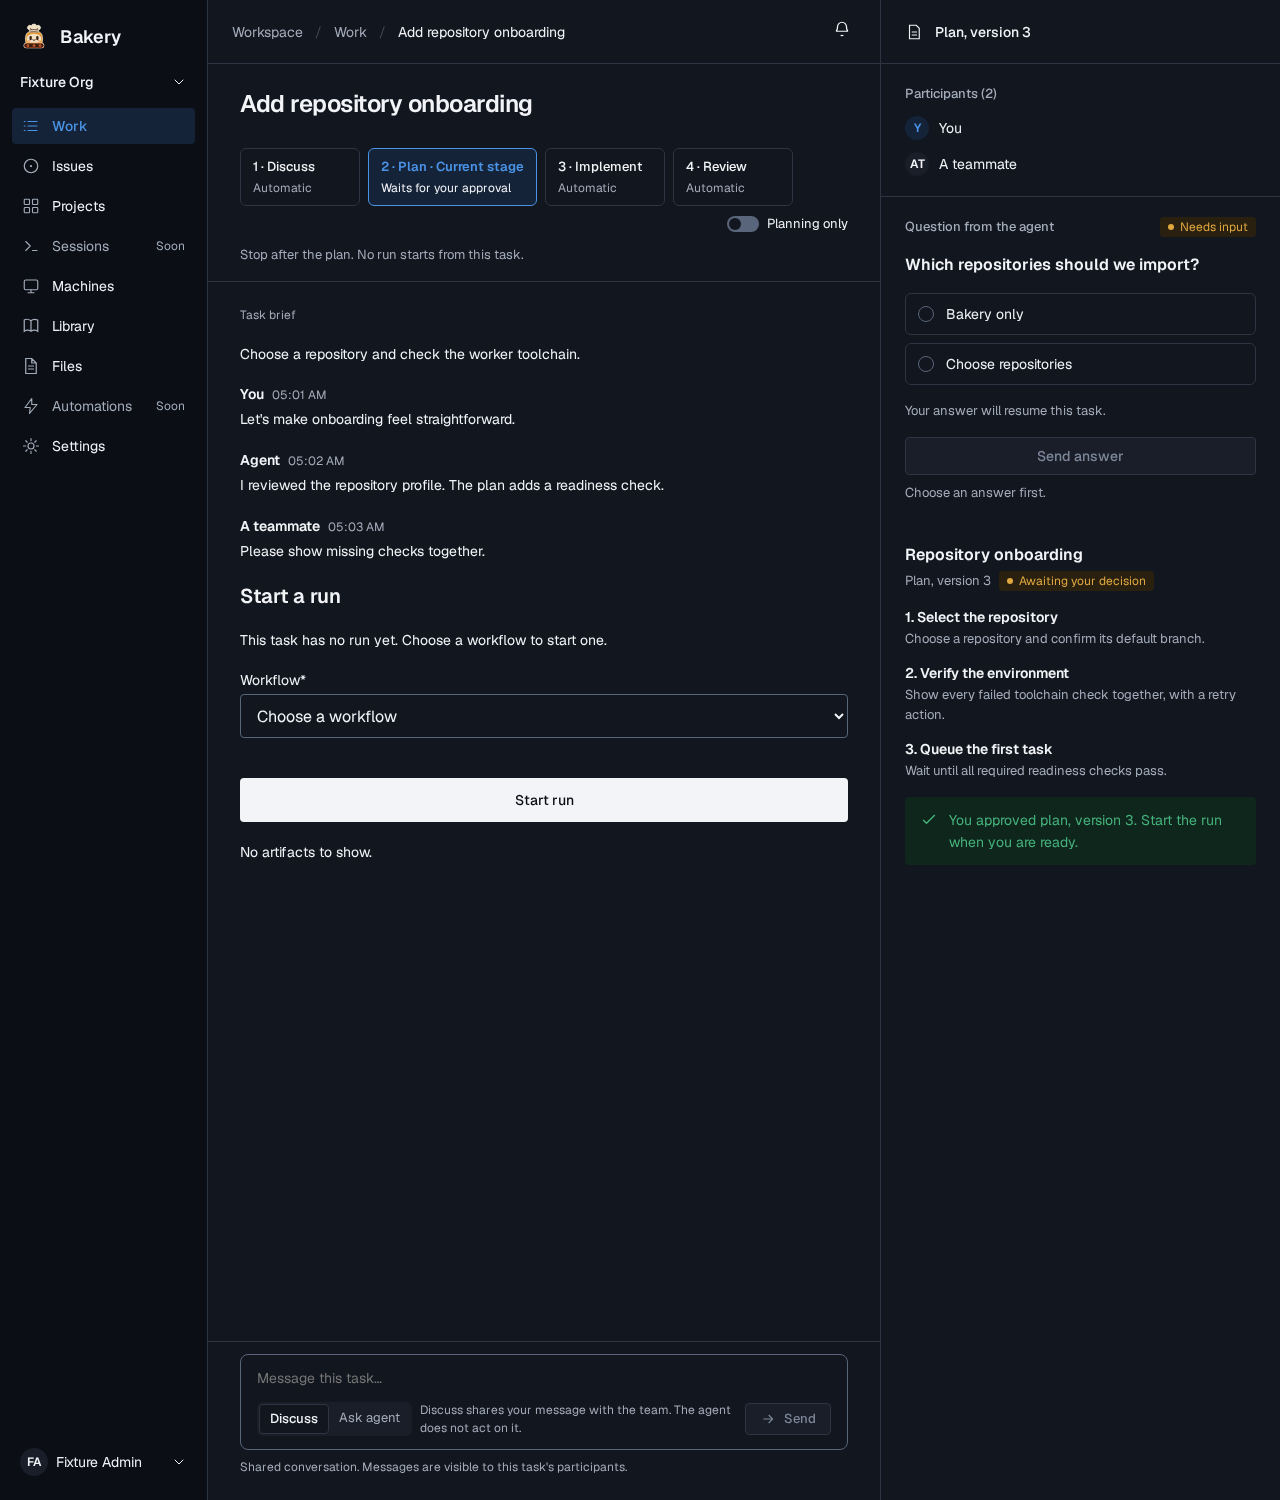 Bakery
Fixture Org
Work
Issues
Projects
Sessions Soon
Machines
Library
Files
Automations Soon
Settings
FA Fixture Admin
Workspace / Work / Add repository onboarding
Add repository onboarding
1 · Discuss
Automatic
2 · Plan · Current stage
Waits for your approval
3 · Implement
Automatic
4 · Review
Automatic
Planning only
Stop after the plan. No run starts from this task.
Task brief
Choose a repository and check the worker toolchain.
You 05:01 AM
Let's make onboarding feel straightforward.
Agent 05:02 AM
I reviewed the repository profile. The plan adds a readiness check.
A teammate 05:03 AM
Please show missing checks together.
Start a run
This task has no run yet. Choose a workflow to start one.
Workflow*
Choose a workflow
Start run
No artifacts to show.
Message this task...
Discuss Ask agent
Discuss shares your message with the team. The agent
does not act on it.
Send
Shared conversation. Messages are visible to this task's participants.
Plan, version 3
Participants (2)
Y You
AT A teammate
Question from the agent Needs input
Which repositories should we import?
Bakery only
Choose repositories
Your answer will resume this task.
Send answer
Choose an answer first.
Repository onboarding
Plan, version 3 Awaiting your decision
1. Select the repository
Choose a repository and confirm its default branch.
2. Verify the environment
Show every failed toolchain check together, with a retry
action.
3. Queue the first task
Wait until all required readiness checks pass.
You approved plan, version 3. Start the run
when you are ready.